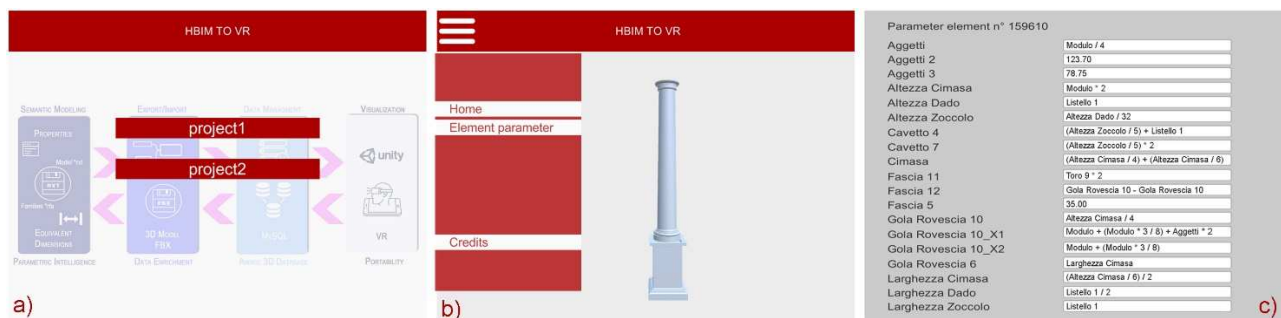 HBIM TO VR
SEMANTIC MODELING
EXPORT/IMPORT
DATA MANAGEMENT
VISUALIZATION
PROPERTIES
project1
project2
unity
EQUIVALENT
DIMENSIONS
3D MODEL
FBX
MySQL
VR
PARAMETRIC INTELLIGENCE
DATA ENRICHMENT
PORTABILITY
a)
HBIM TO VR
Home
Element parameter
Credits
b)
Parameter element n° 159610
Aggetti Modulo / 4
Aggetti 2 123.70
Aggetti 3 78.75
Altezza Cimasa Modulo * 2
Altezza Dado Listello 1
Altezza Zoccolo Altezza Dado / 32
Cavetto 4 (Altezza Zoccolo / 5) + Listello 1
Cavetto 7 (Altezza Zoccolo / 5) * 2
Cimasa (Altezza Cimasa / 4) + (Altezza Cimasa / 6)
Fascia 11 Toro 9 * 2
Fascia 12 Gola Rovescia 10 - Gola Rovescia 10
Fascia 5 35.00
Gola Rovescia 10 Altezza Cimasa / 4
Gola Rovescia 10_X1 Modulo + (Modulo * 3 / 8) + Aggetti * 2
Gola Rovescia 10_X2 Modulo + (Modulo * 3 / 8)
Gola Rovescia 6 Larghezza Cimasa
Larghezza Cimasa (Altezza Cimasa / 6) / 2
Larghezza Dado Listello 1 / 2
Larghezza Zoccolo Listello 1
c)